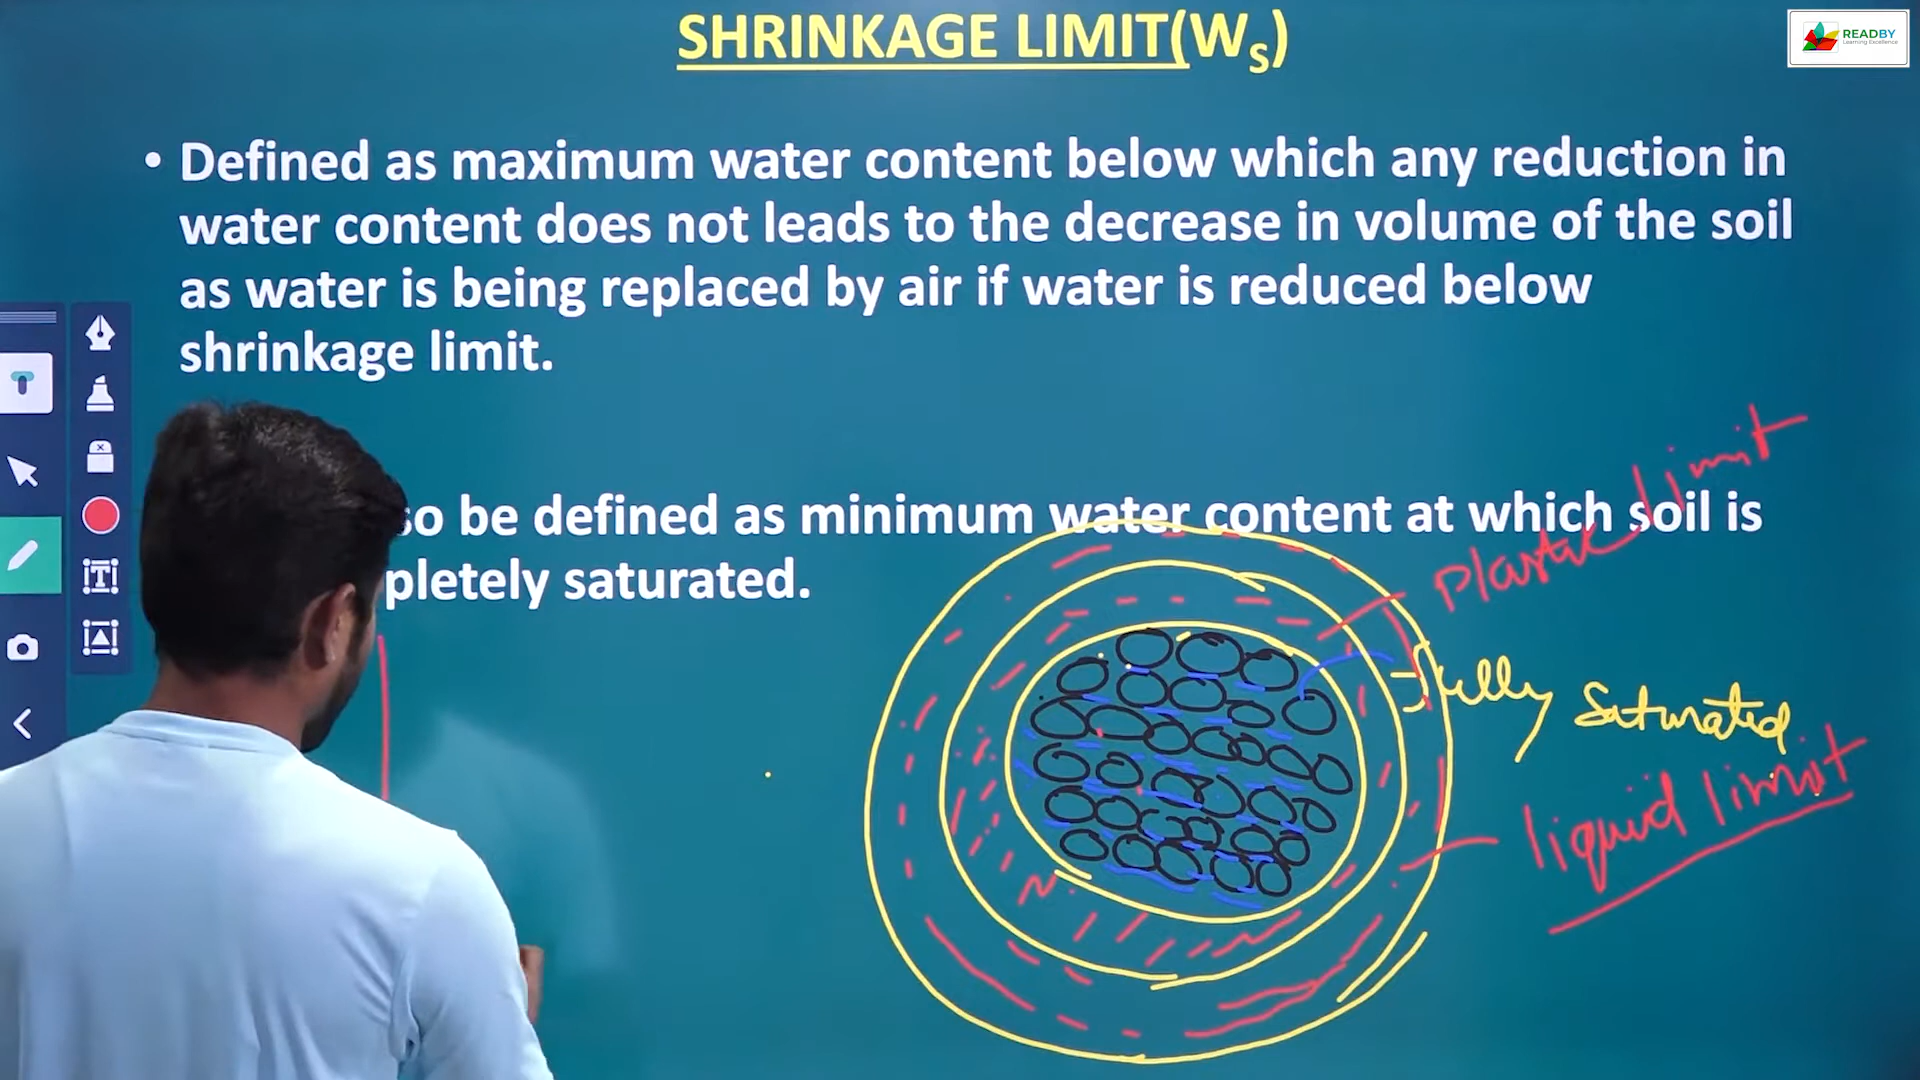 SHRINKAGE LIMIT(WS)
READBY
Learning Excellence
• Defined as maximum water content below which any reduction in
water content does not leads to the decrease in volume of the soil
as water is being replaced by air if water is reduced below
shrinkage limit.
so be defined as minimum water content at which soil is
pletely saturated.
plastic limit
fully saturated
liquid limit